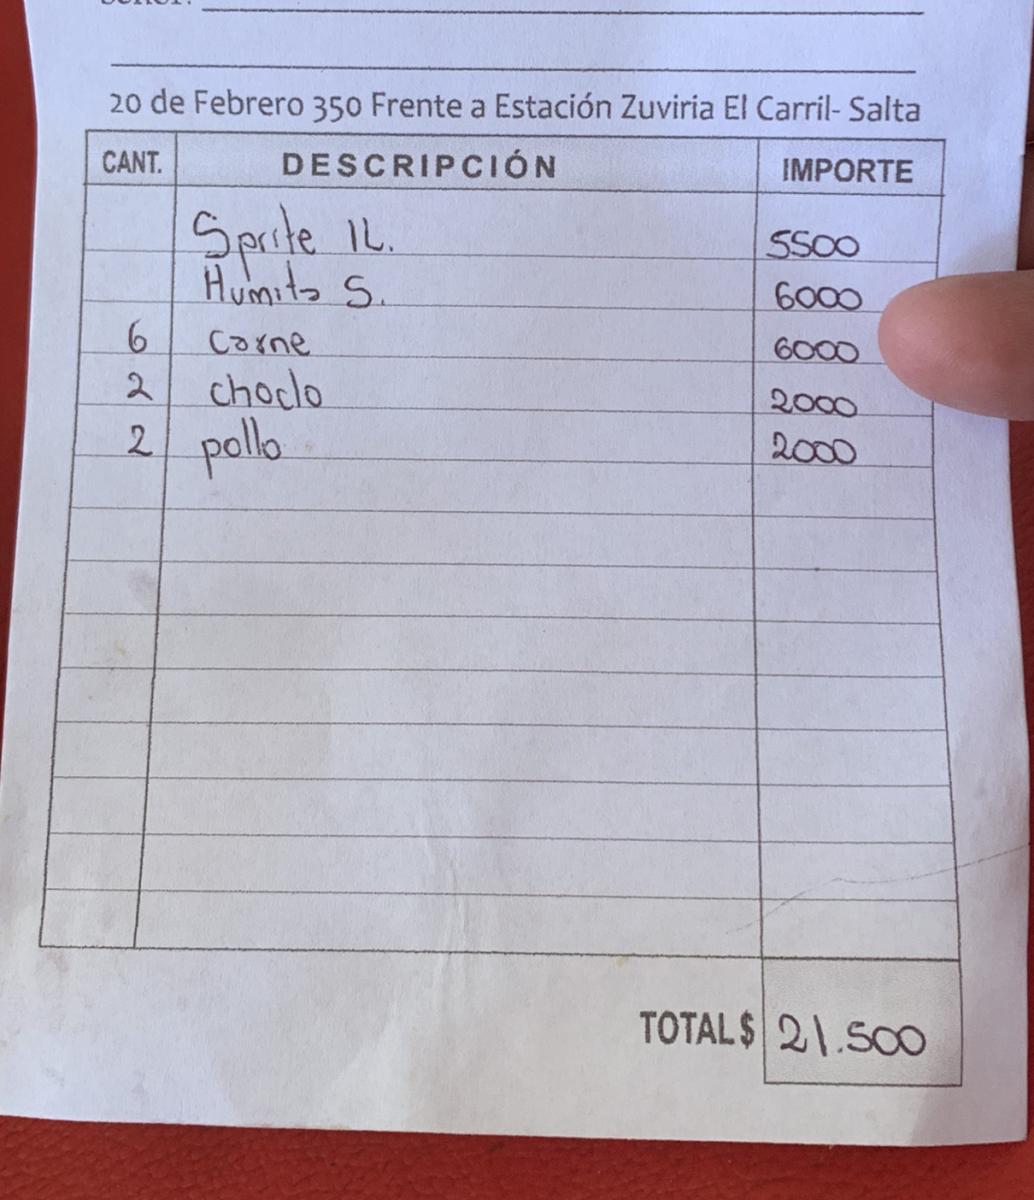 20 de Febrero 350 Frente a Estación Zuviria El Carril- Salta
CANT. DESCRIPCIÓN IMPORTE
Sprite 1L. 5500
Humita S. 6000
6 carne 6000
2 choclo 2000
2 pollo 2000
TOTAL $ 21.500